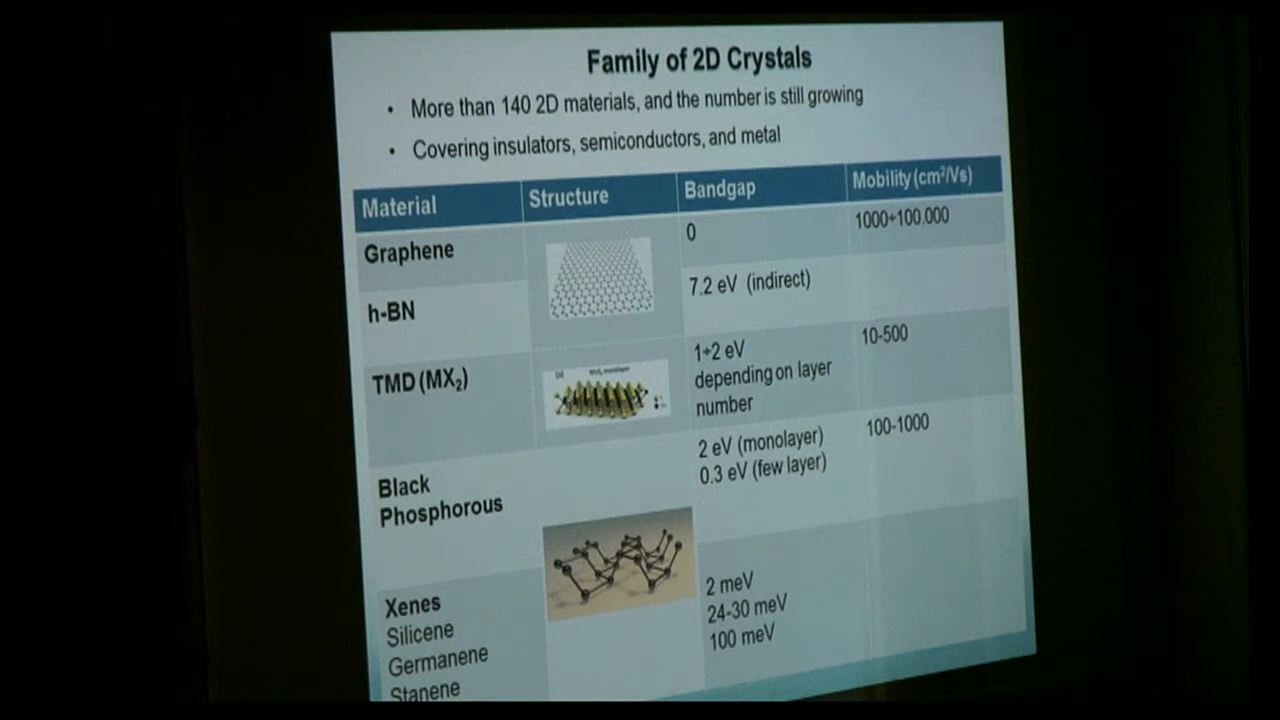 Family of 2D Crystals
• More than 140 2D materials, and the number is still growing
• Covering insulators, semiconductors, and metal
Material Structure Bandgap Mobility (cm²/Vs)
Graphene 0 1000÷100.000
h-BN 7.2 eV (indirect)
TMD (MX₂) 1÷2 eV 10-500
depending on layer
number
MoS₂ monolayer
Black
Phosphorous
2 eV (monolayer) 100-1000
0.3 eV (few layer)
Xenes
Silicene 2 meV
Germanene 24-30 meV
Stanene 100 meV